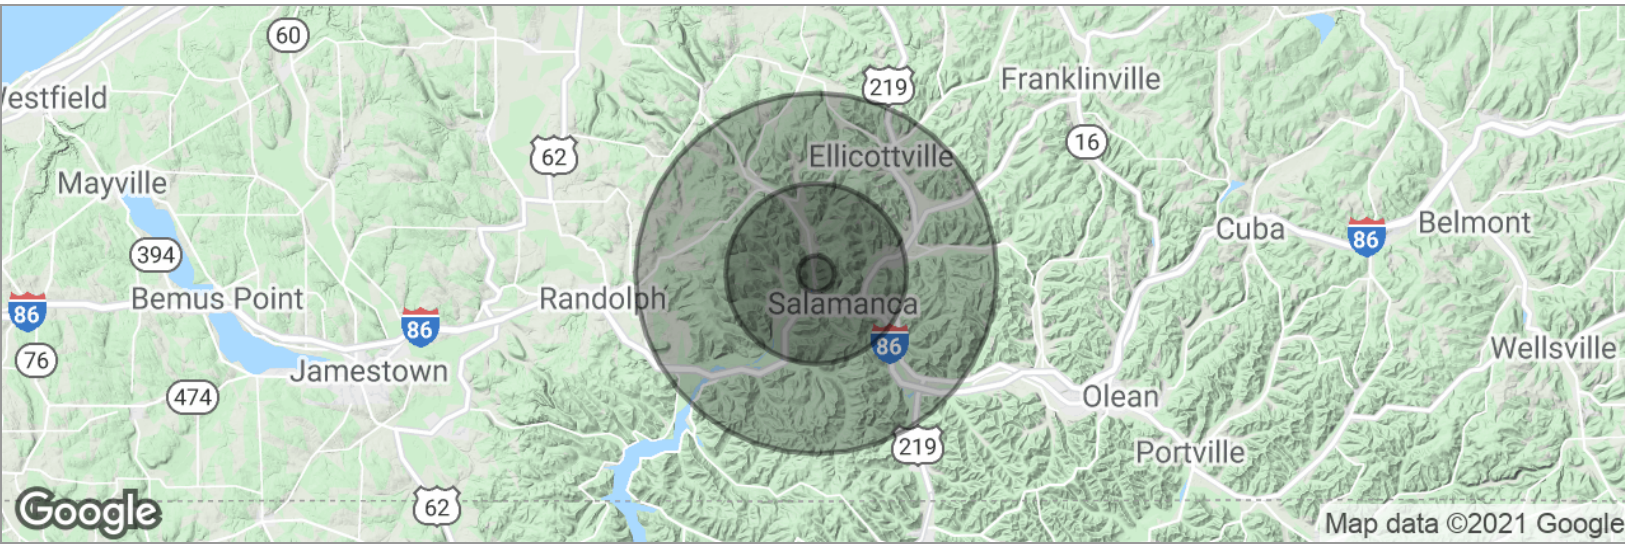 60
219
Franklinville
Westfield
16
62
Ellicottville
Mayville
Cuba
86
Belmont
394
Bemus Point
Randolph
Salamanca
86
86
86
76
Jamestown
474
Wellsville
Olean
219
Portville
62
Google
Map data ©2021 Google